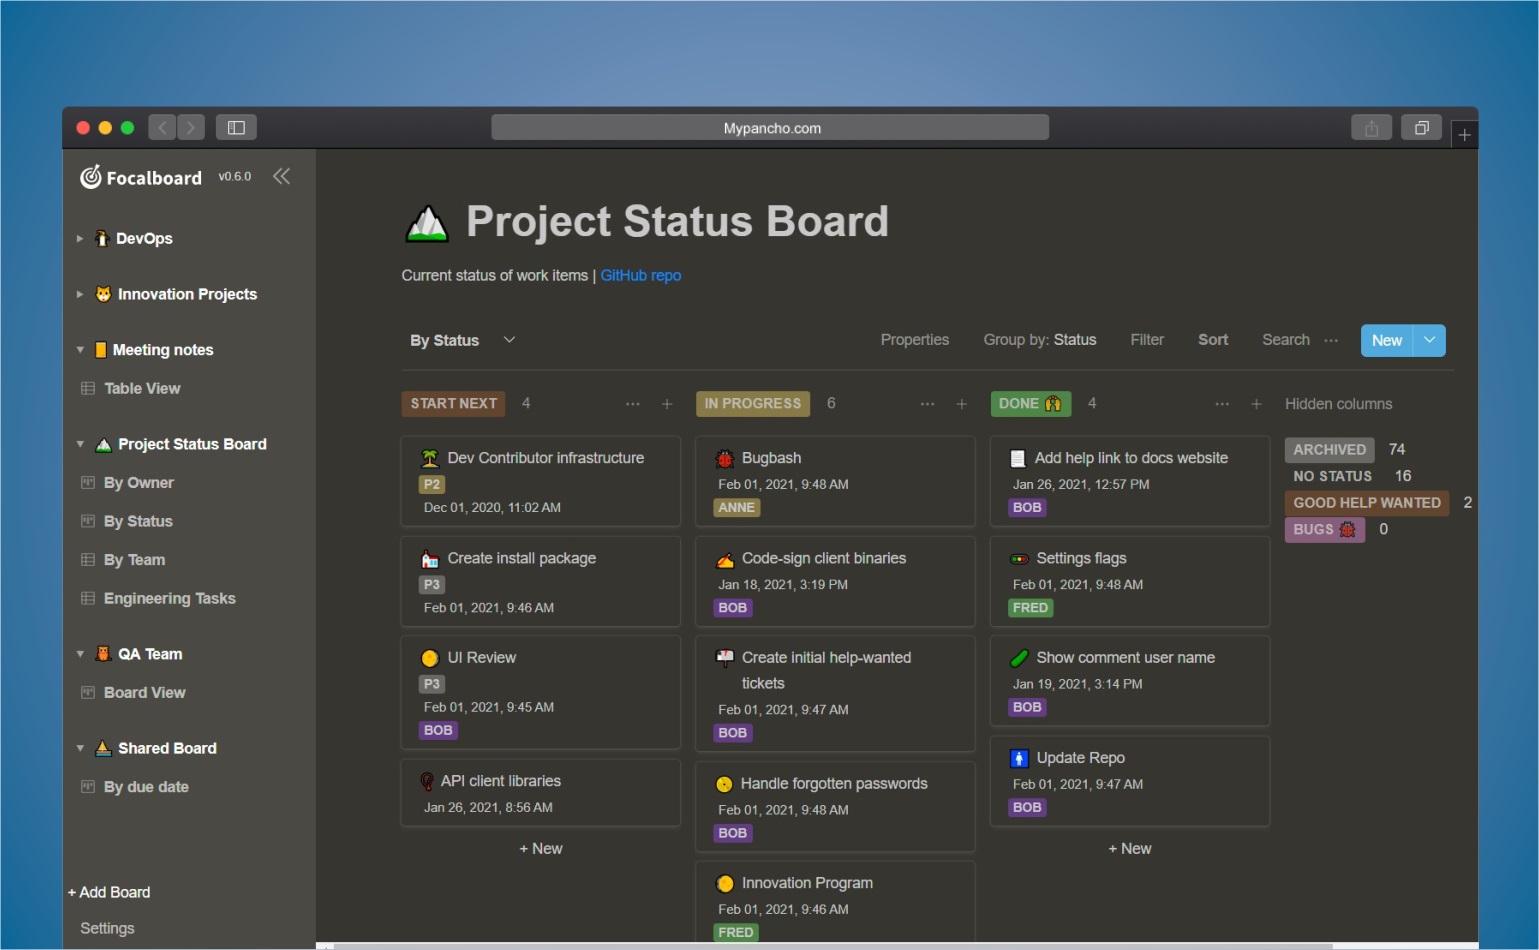 Mypancho.com
Focalboard v0.6.0
DevOps
Innovation Projects
Meeting notes
Table View
Project Status Board
By Owner
By Status
By Team
Engineering Tasks
QA Team
Board View
Shared Board
By due date
+ Add Board
Settings
Project Status Board
Current status of work items | GitHub repo
By Status
Properties Group by: Status Filter Sort Search ... New
START NEXT 4 ... +
Dev Contributor infrastructure
P2
Dec 01, 2020, 11:02 AM
Create install package
P3
Feb 01, 2021, 9:46 AM
UI Review
P3
Feb 01, 2021, 9:45 AM
BOB
API client libraries
Jan 26, 2021, 8:56 AM
+ New
IN PROGRESS 6 ... +
Bugbash
Feb 01, 2021, 9:48 AM
ANNE
Code-sign client binaries
Jan 18, 2021, 3:19 PM
BOB
Create initial help-wanted
tickets
Feb 01, 2021, 9:47 AM
BOB
Handle forgotten passwords
Feb 01, 2021, 9:48 AM
BOB
Innovation Program
Feb 01, 2021, 9:46 AM
FRED
DONE 🙌 4 ... +
Add help link to docs website
Jan 26, 2021, 12:57 PM
BOB
Settings flags
Feb 01, 2021, 9:48 AM
FRED
Show comment user name
Jan 19, 2021, 3:14 PM
BOB
Update Repo
Feb 01, 2021, 9:47 AM
BOB
+ New
Hidden columns
ARCHIVED 74
NO STATUS 16
GOOD HELP WANTED 2
BUGS 🐞 0